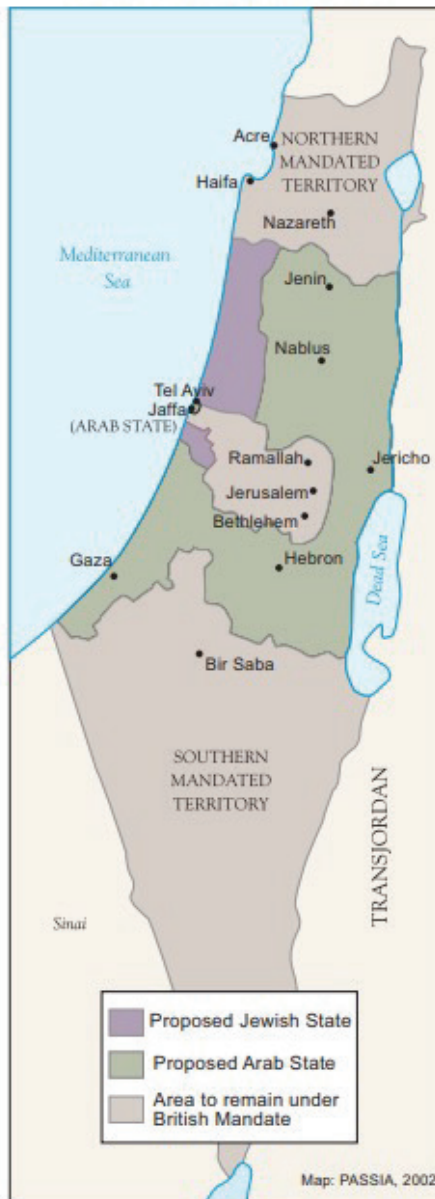 Acre
NORTHERN
MANDATED
TERRITORY
Haifa
Nazareth
Mediterranean
Sea
Jenin
Nablus
Tel Aviv
Jaffa
(ARAB STATE)
Ramallah
Jericho
Jerusalem
Bethlehem
Gaza
Hebron
Dead Sea
Bir Saba
SOUTHERN
MANDATED
TERRITORY
TRANSJORDAN
Sinai
Proposed Jewish State
Proposed Arab State
Area to remain under
British Mandate
Map: PASSIA, 2002